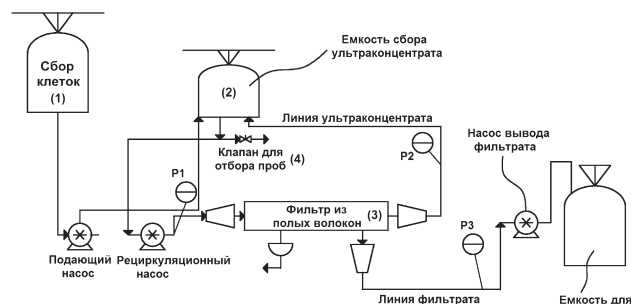 Сбор
клеток
(1)
(2)
Емкость сбора
ультраконцентрата
Линия ультраконцентрата
Клапан для
отбора проб
(4)
P1
P2
Насос вывода
фильтрата
Фильтр из
полых волокон
(3)
P3
Подающий
насос
Рециркуляционный
насос
Линия фильтрата
Емкость для